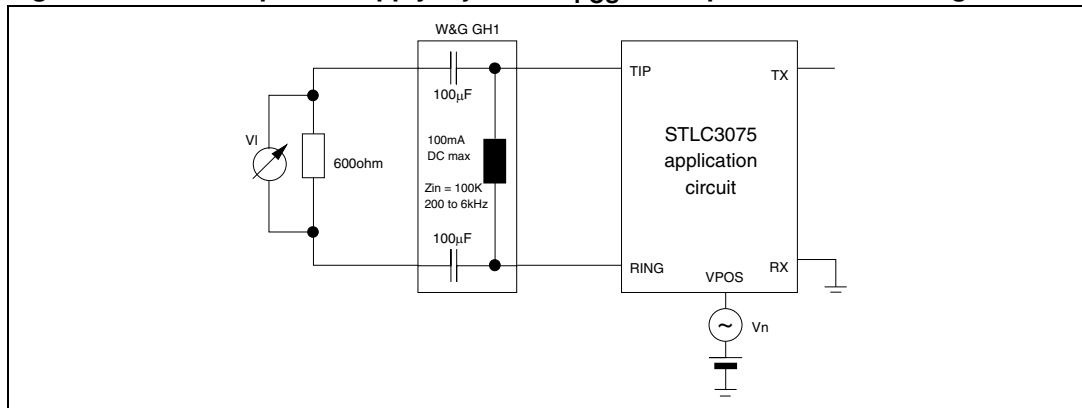 W&G GH1
100μF
TIP
TX
VI
600ohm
100mA
DC max
Zin = 100K
200 to 6kHz
STLC3075
application
circuit
100μF
RING
RX
VPOS
Vn
~